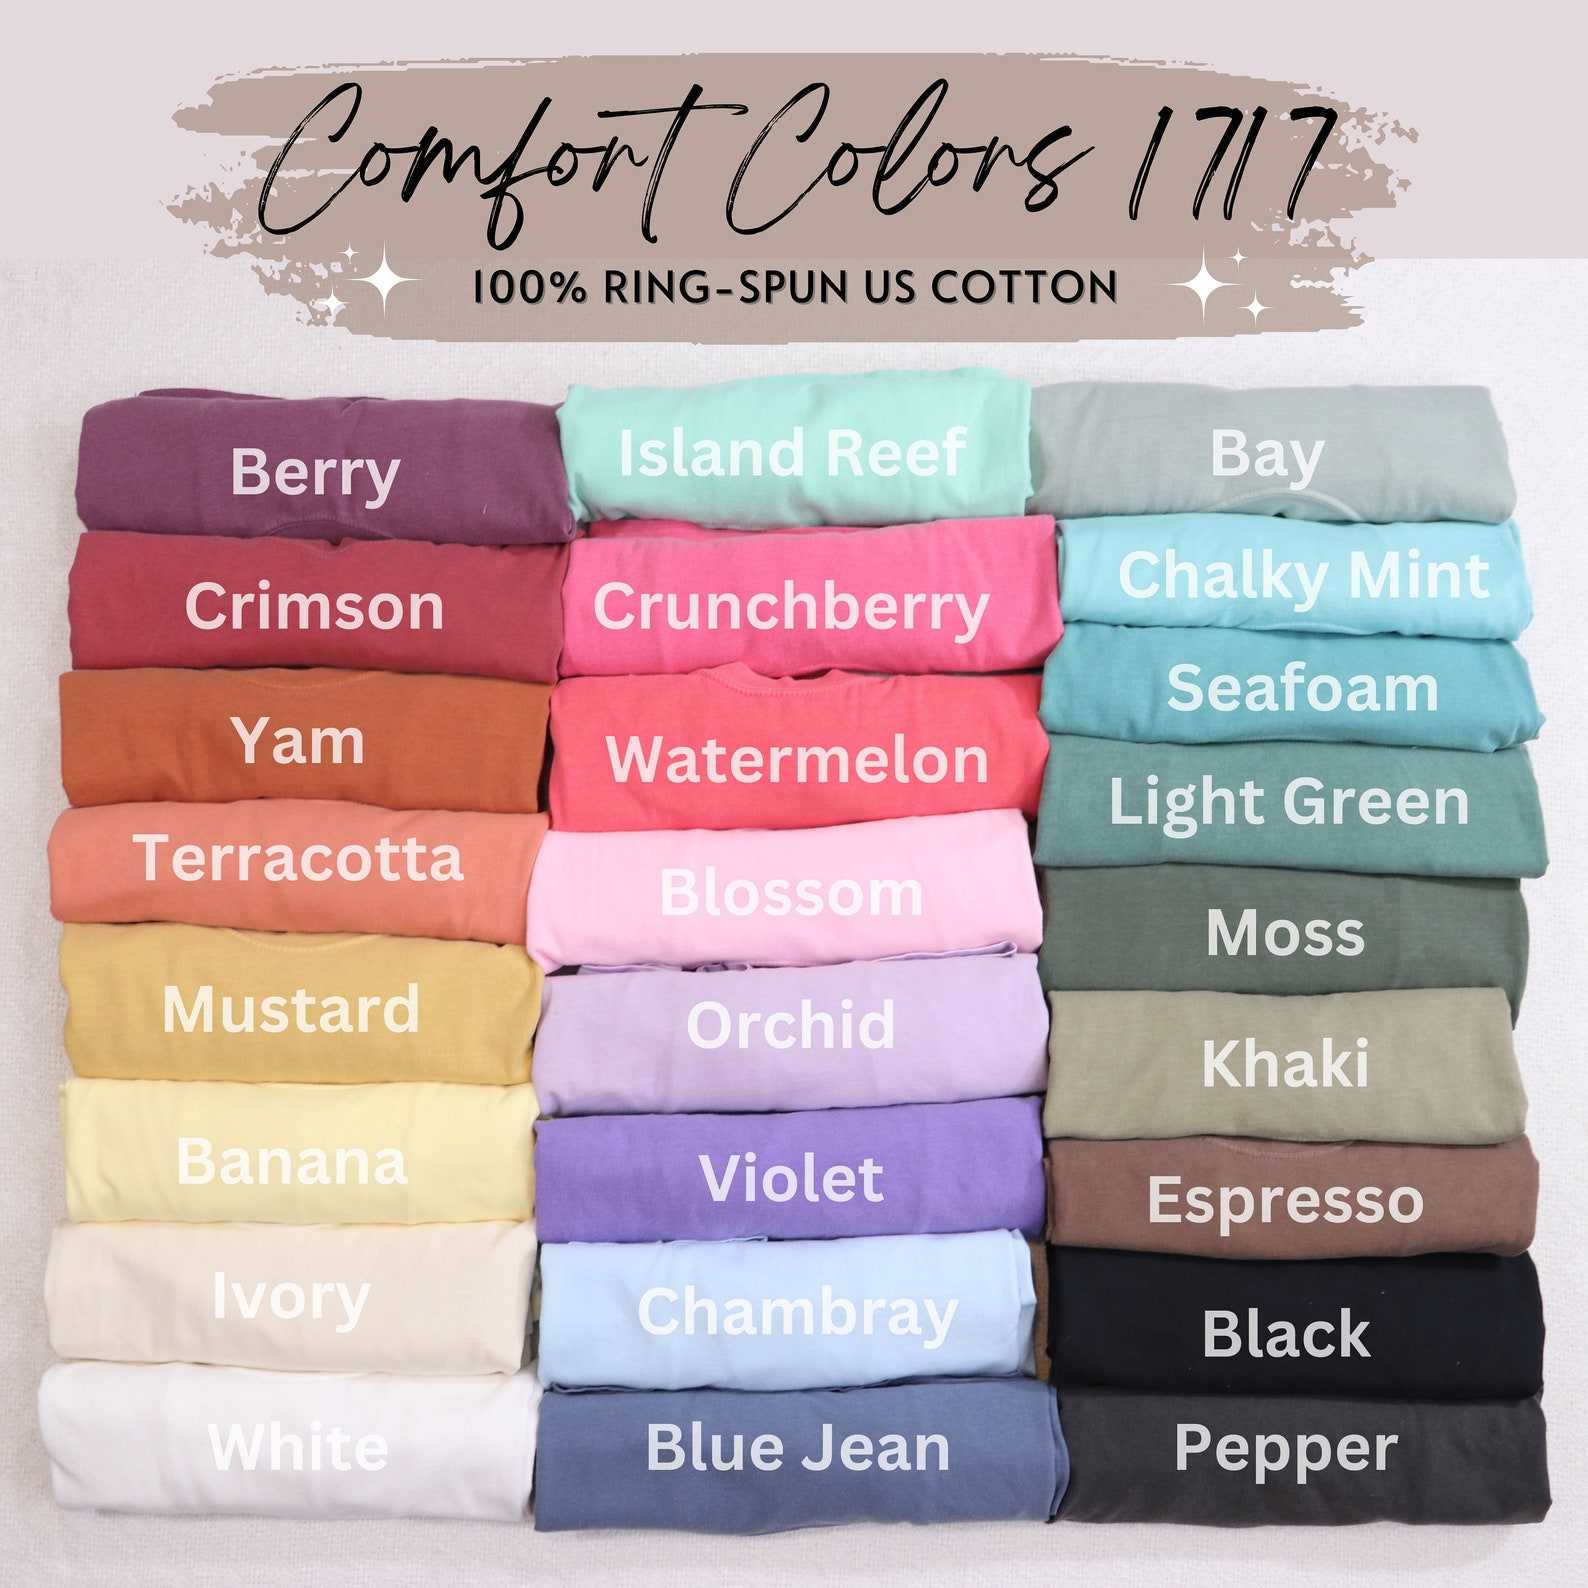 Comfort Colors 1717
100% RING-SPUN US COTTON
Berry
Island Reef
Bay
Crimson
Crunchberry
Chalky Mint
Yam
Watermelon
Seafoam
Terracotta
Blossom
Light Green
Mustard
Orchid
Moss
Banana
Violet
Khaki
Ivory
Chambray
Espresso
White
Blue Jean
Black
Pepper